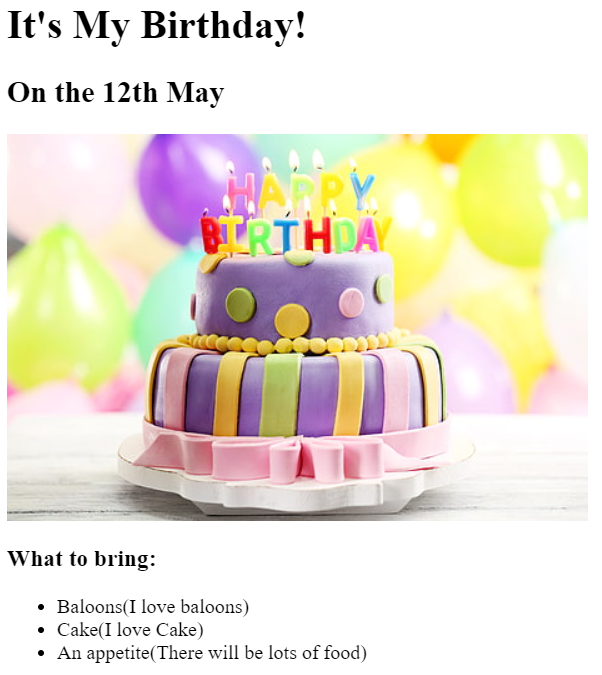 It's My Birthday!
On the 12th May
HAPPY
BIRTHDAY
What to bring:
Baloons(I love baloons)
Cake(I love Cake)
An appetite(There will be lots of food)